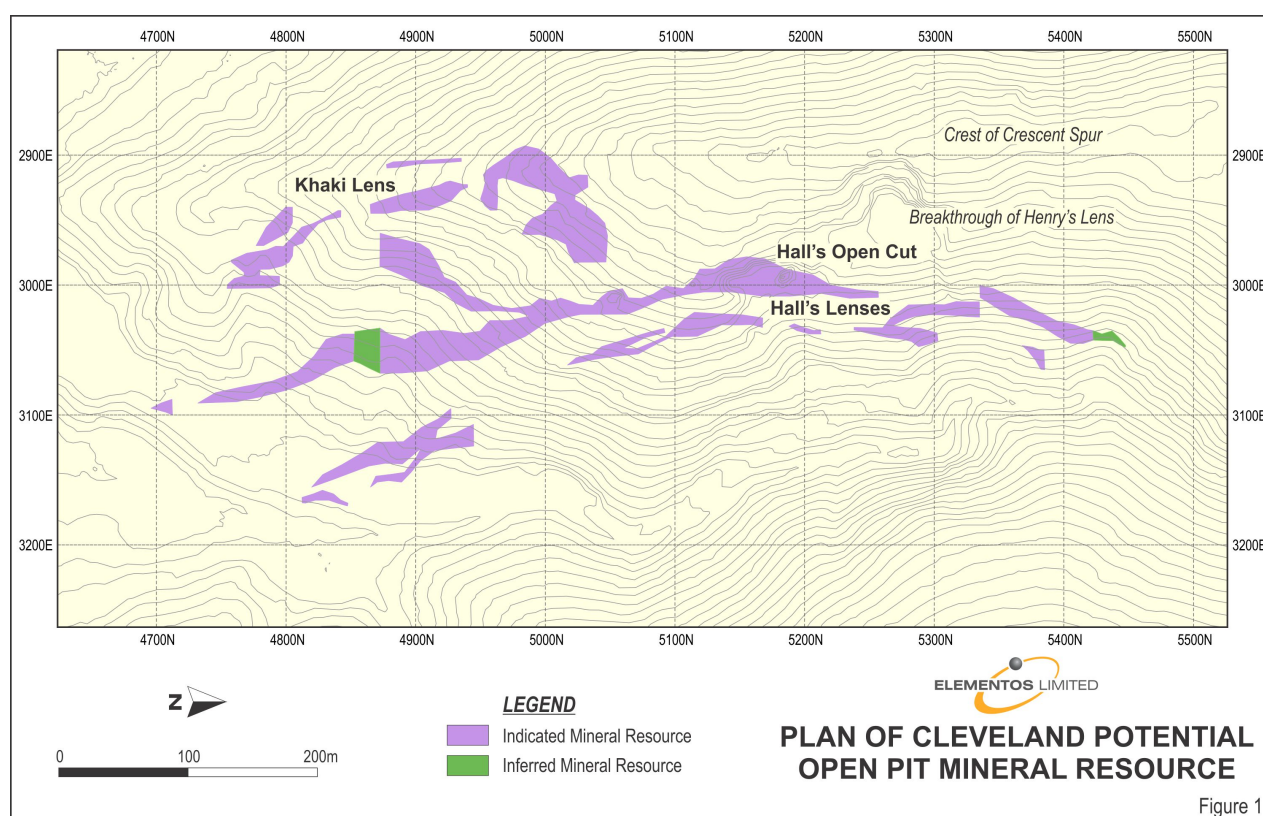 4700N 4800N 4900N 5000N 5100N 5200N 5300N 5400N 5500N
Crest of Crescent Spur
2900E 2900E
Khaki Lens
Breakthrough of Henry's Lens
Hall's Open Cut
3000E 3000E
Hall's Lenses
3100E 3100E
3200E 3200E
4700N 4800N 4900N 5000N 5100N 5200N 5300N 5400N 5500N
N
0 100 200m
LEGEND
Indicated Mineral Resource
Inferred Mineral Resource
ELEMENTOS LIMITED
PLAN OF CLEVELAND POTENTIAL
OPEN PIT MINERAL RESOURCE
Figure 1